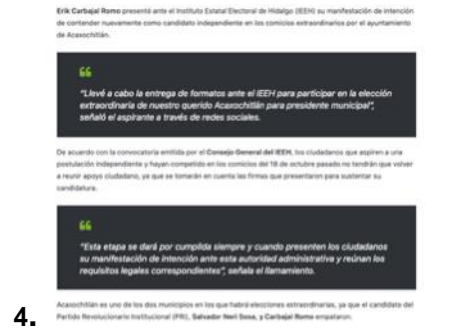 Erik Carbajal Romo presentó ante el Instituto Estatal Electoral de Hidalgo (IEEH) su manifestación de intención
de contender nuevamente como candidato independiente en los comicios extraordinarios por el ayuntamiento
de Acaxochitlán.
"Llevé a cabo la entrega de formatos ante el IEEH para participar en la elección
extraordinaria de nuestro querido Acaxochitlán para presidente municipal",
señaló el aspirante a través de redes sociales.
De acuerdo con la convocatoria emitida por el Consejo General del IEEH, los ciudadanos que aspiren a una
postulación independiente y hayan competido en los comicios del 18 de octubre pasado no tendrán que volver
a reunir apoyo ciudadano, ya que se tomarán en cuenta las firmas que presentaron para sustentar su
candidatura.
"Esta etapa se dará por cumplida siempre y cuando presenten los ciudadanos
su manifestación de intención ante esta autoridad administrativa y reúnan los
requisitos legales correspondientes", señala el llamamiento.
Acaxochitlán es uno de los dos municipios en los que habrá elecciones extraordinarias, ya que el candidato del
4. Partido Revolucionario Institucional (PRI), Salvador Neri Sosa, y Carbajal Romo empataron.